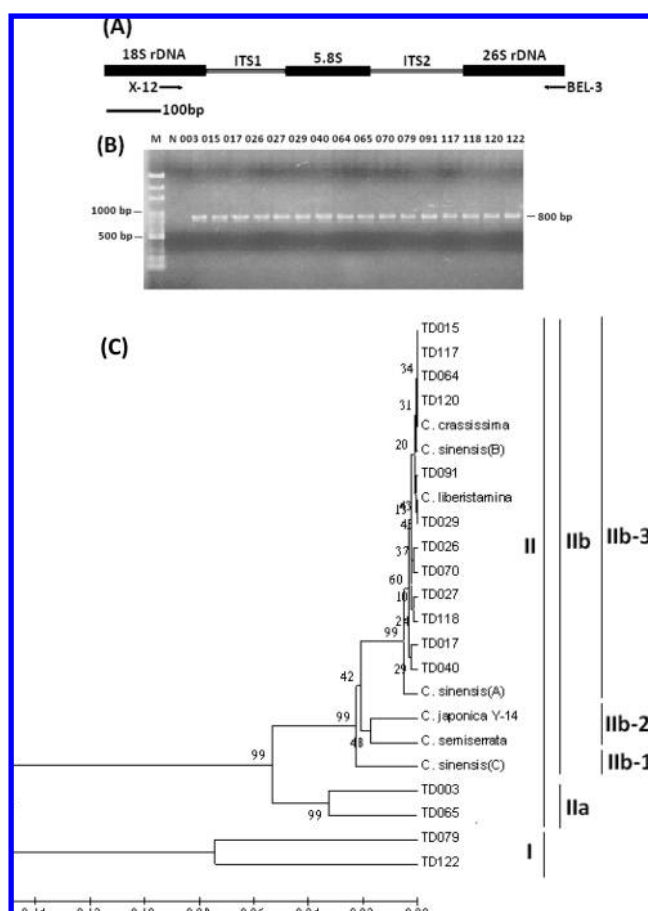 (A)
18S rDNA ITS1 5.8S ITS2 26S rDNA
X-12 BEL-3
100bp
(B)
M N 003 015 017 026 027 029 040 064 065 070 079 091 117 118 120 122
1000 bp
800 bp
500 bp
(C)
TD015
TD117
34
TD064
31
TD120
C. crassissima
20
C. sinensis(B)
TD091
C. liberistamina
TD029
TD026
37
TD070
60
TD027
10
TD118
TD017
99
TD040
29
C. sinensis(A)
42
C. japonica Y-14
99
48
C. semiserrata
99
C. sinensis(C)
TD003
TD065
99
TD079
TD122
II
IIb
IIb-3
IIb-2
IIb-1
IIa
I